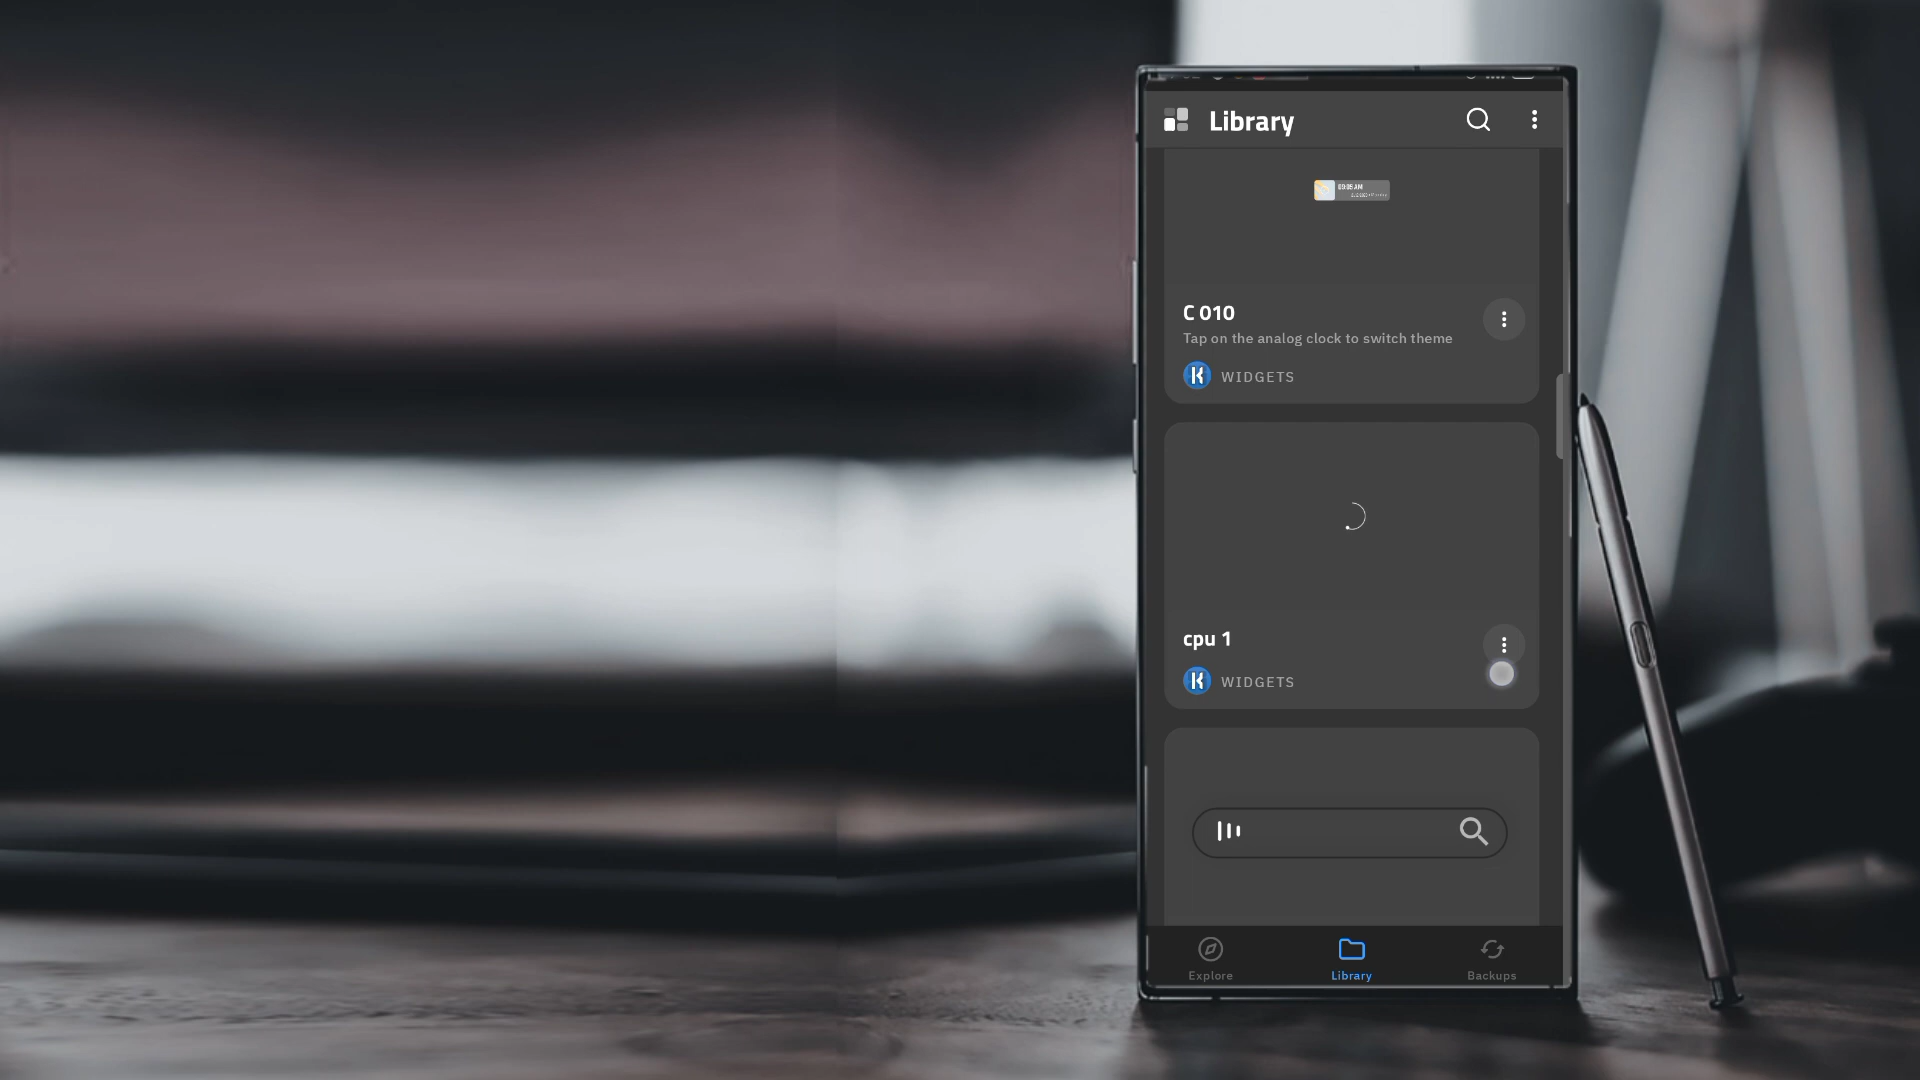 Library
C 010
Tap on the analog clock to switch theme
WIDGETS
cpu 1
WIDGETS
Explore
Library
Backups